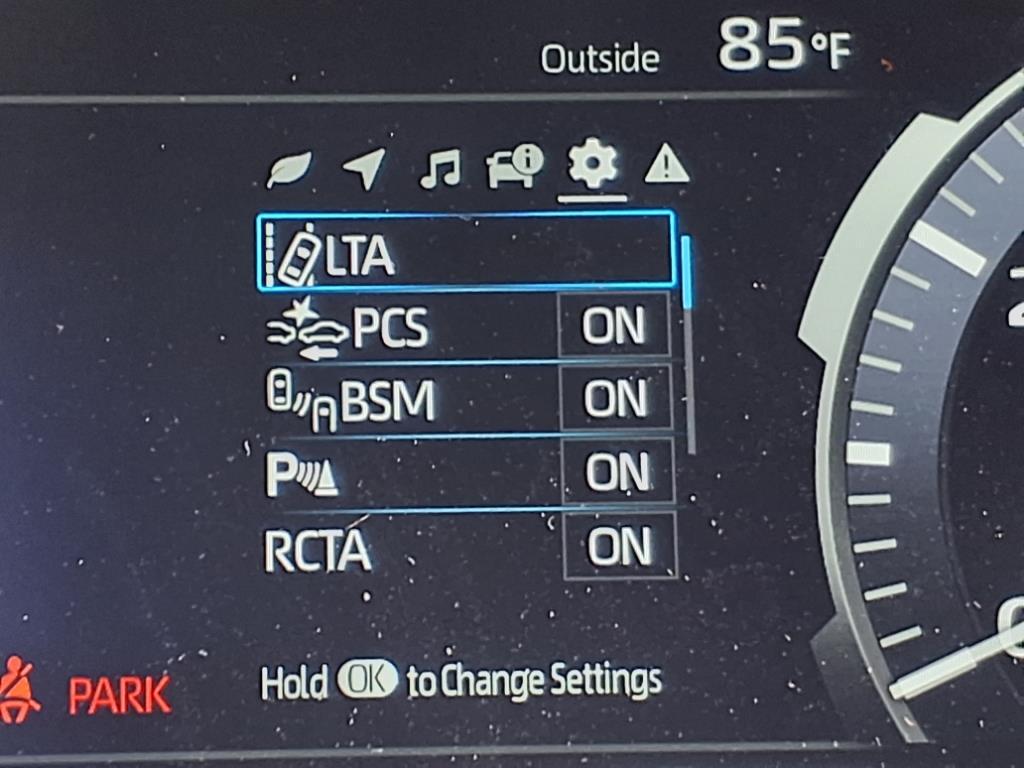 Outside 85°F
LTA
PCS ON
BSM ON
P ON
RCTA ON
Hold OK to Change Settings
PARK